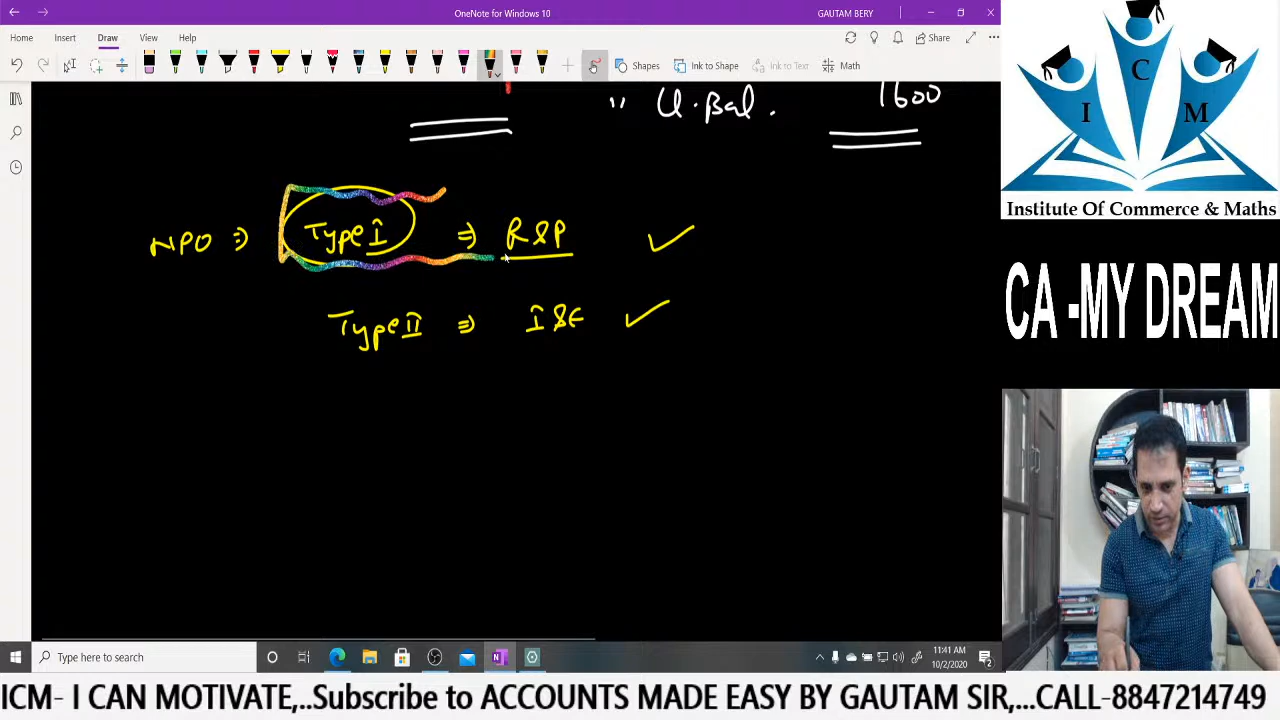 OneNote for Windows 10
GAUTAM BERY
Home Insert Draw View Help
Share
Shapes Ink to Shape Ink to Text Math
" U.Bal. 1600
NPO ⇒ Type I ⇒ R&P ✓
Type II ⇒ I&E ✓
I C M
Institute Of Commerce & Maths
CA -MY DREAM
Type here to search
11:41 AM
10/2/2020
2
ICM- I CAN MOTIVATE,..Subscribe to ACCOUNTS MADE EASY BY GAUTAM SIR,...CALL-8847214749